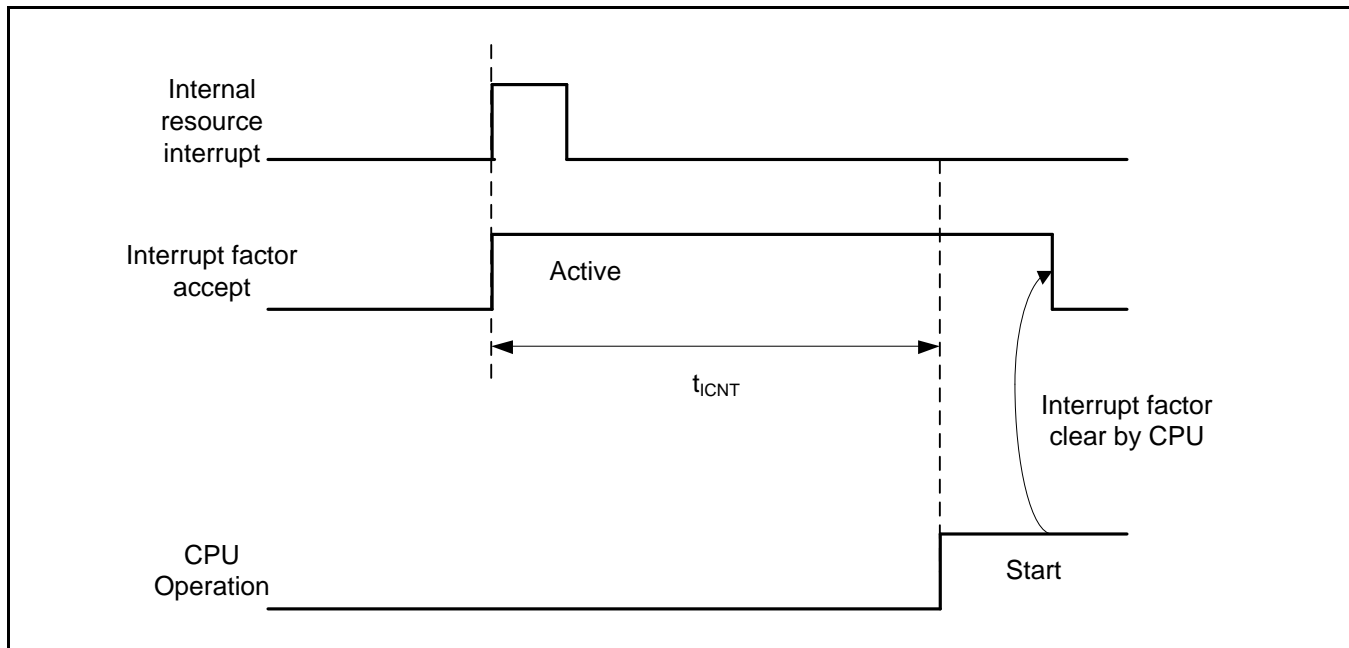 Internal
resource
interrupt
Interrupt factor
accept
Active
tICNT
Interrupt factor
clear by CPU
CPU
Operation
Start